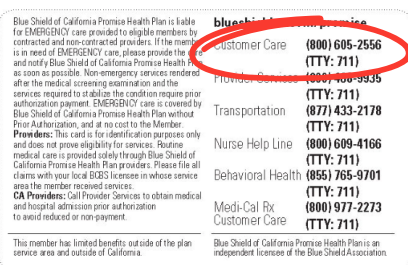 Blue Shield of California Promise Health Plan is liable
for EMERGENCY care provided to eligible members by
contracted and non-contracted providers. If the member
is in need of EMERGENCY care, please provide the care
and notify Blue Shield of California Promise Health Plan
as soon as possible. Non-emergency services rendered
after the medical screening examination and the
services required to stabilize the condition require prior
authorization payment. EMERGENCY care is covered by
Blue Shield of California Promise Health Plan without
Prior Authorization, and at no cost to the Member.
Providers: This card is for identification purposes only
and does not prove eligibility for services. Routine
medical care is provided solely through Blue Shield of
California Promise Health Plan providers. Please file all
claims with your local BCBS licensee in whose service
area the member received services.
CA Providers: Call Provider Services to obtain medical
and hospital admission prior authorization
to avoid reduced or non-payment.
This member has limited benefits outside of the plan
service area and outside of California.
Customer Care (800) 605-2556
(TTY: 711)
Provider Services
(TTY: 711)
Transportation (877) 433-2178
(TTY: 711)
Nurse Help Line (800) 609-4166
(TTY: 711)
Behavioral Health (855) 765-9701
(TTY: 711)
Medi-Cal Rx (800) 977-2273
Customer Care (TTY: 711)
Blue Shield of California Promise Health Plan is an
independent licensee of the Blue Shield Association.